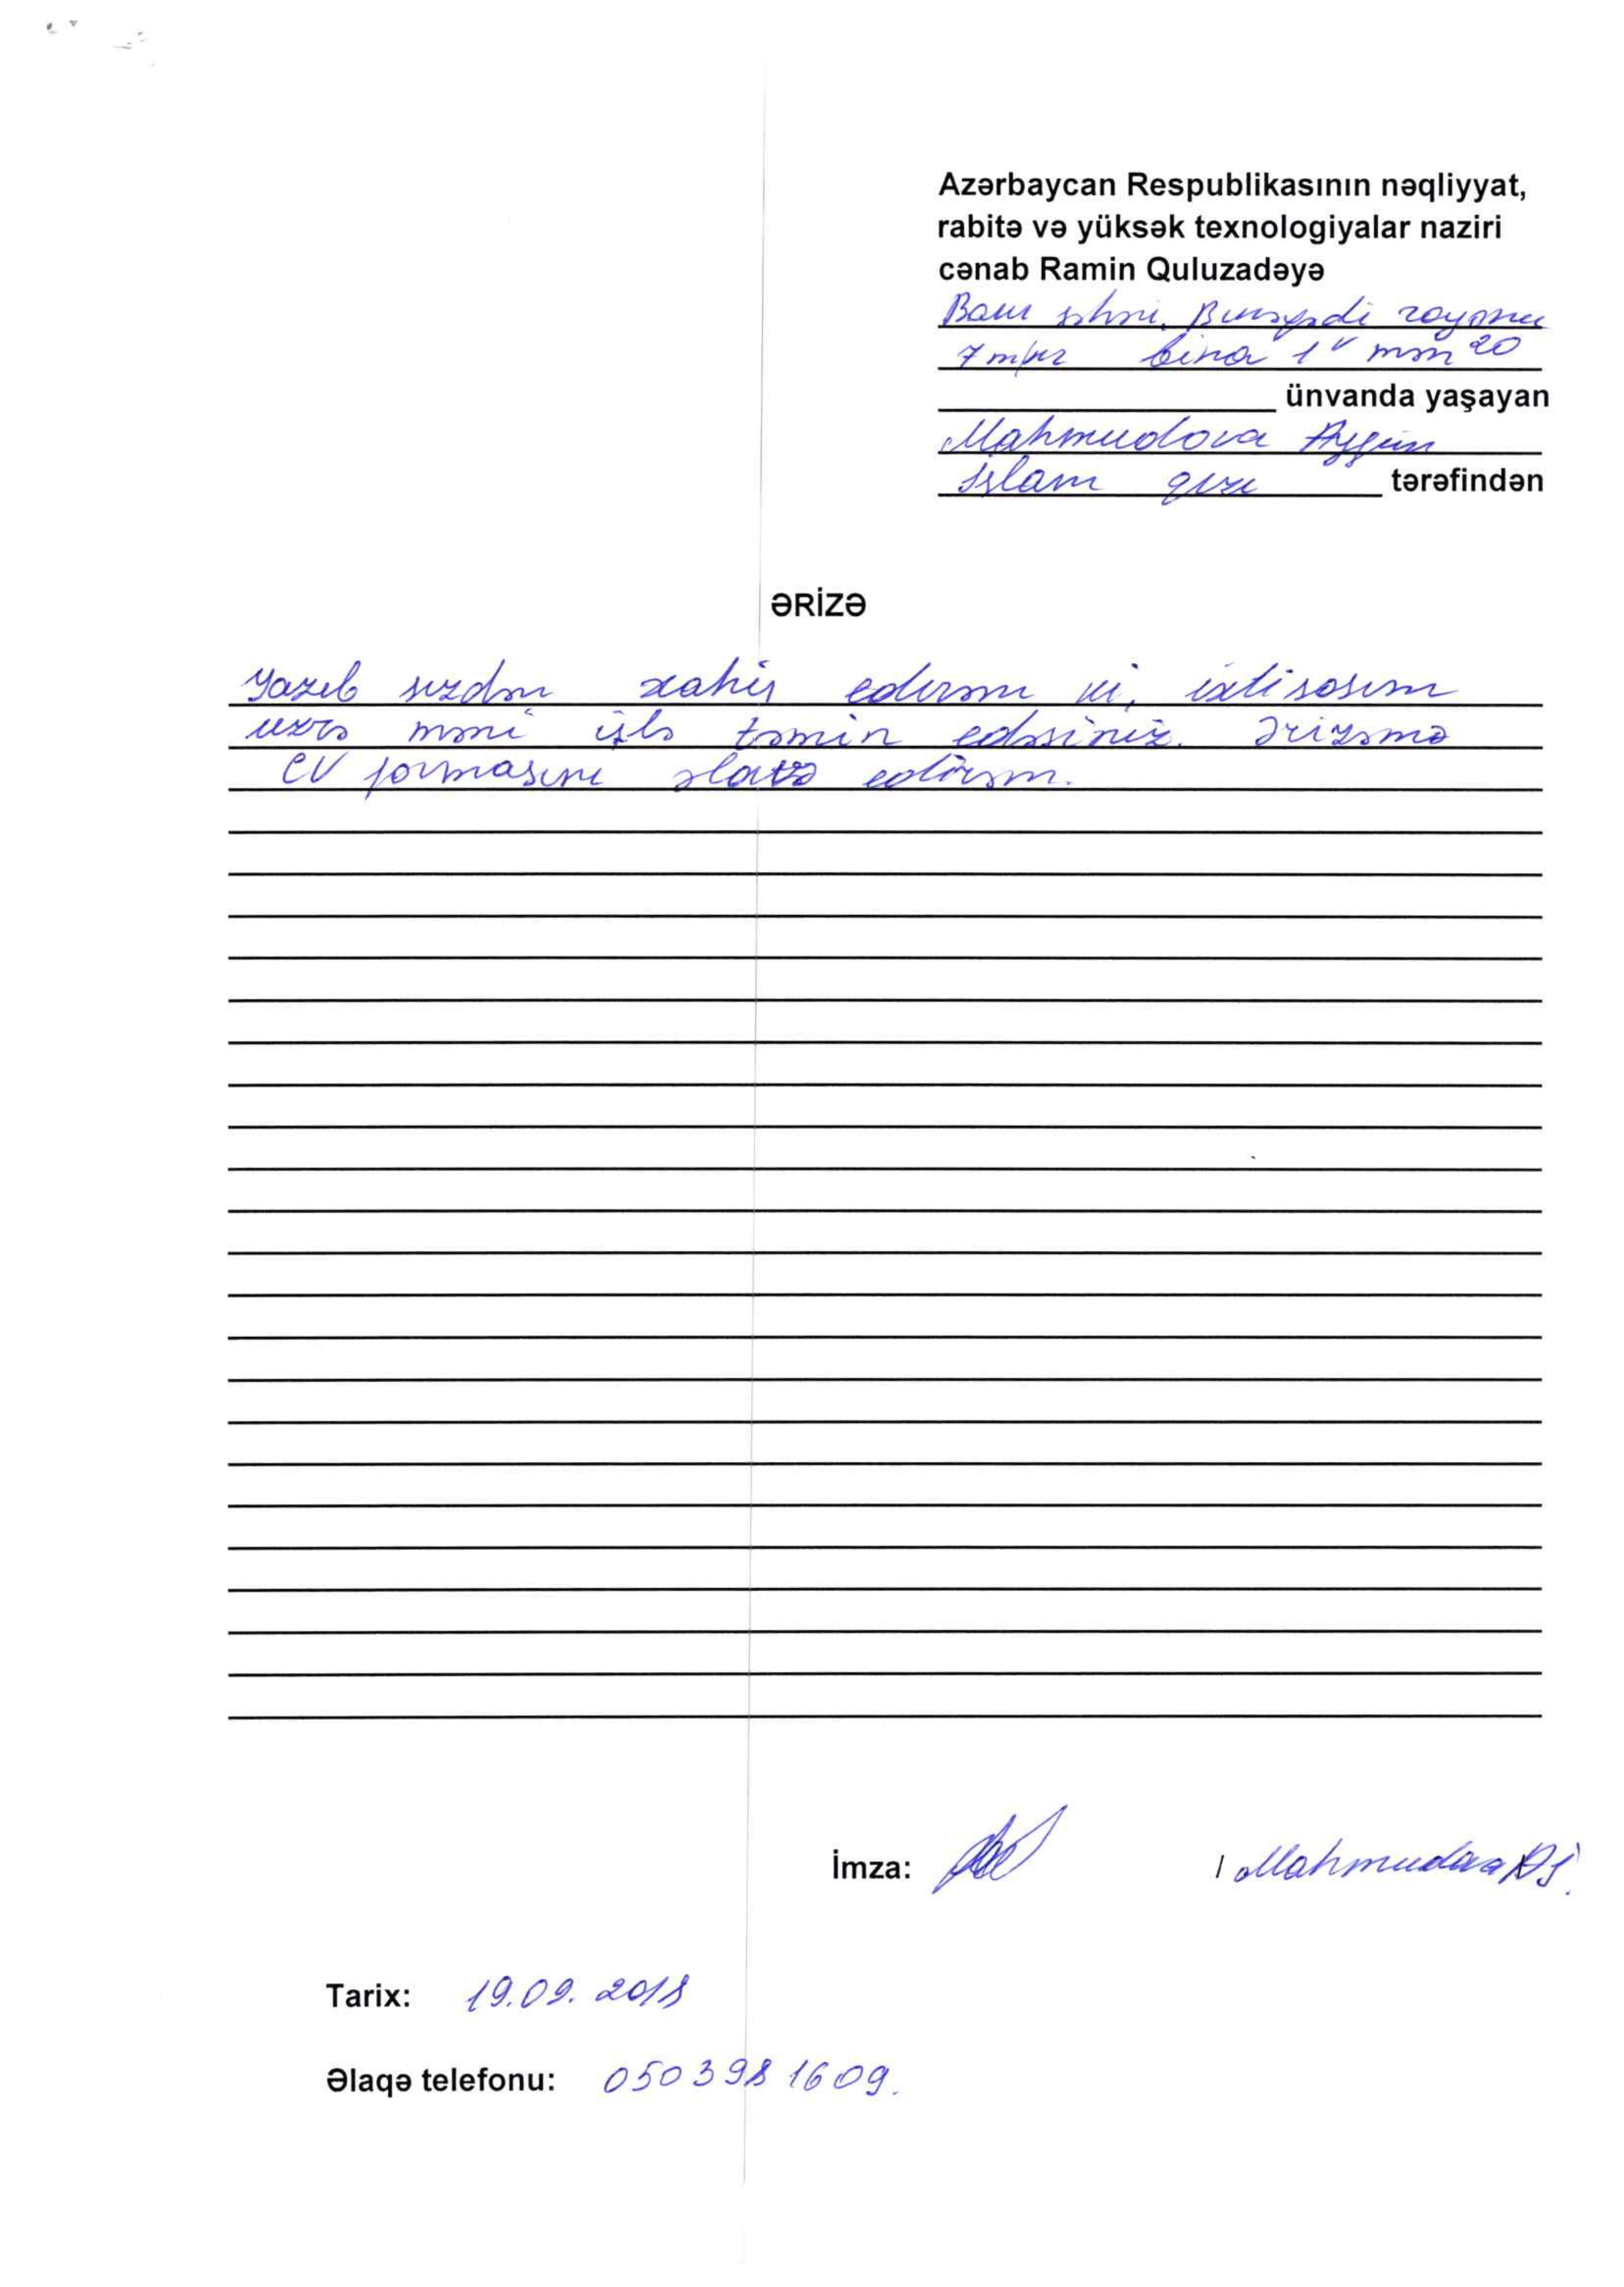 Azərbaycan Respublikasının nəqliyyat,
rabitə və yüksək texnologiyalar naziri
cənab Ramin Quluzadəyə
Bakı şəhəri, Binəqədi rayonu
7 mkr bina 1ᵛ mən 20
ünvanda yaşayan
Mahmudova Aygün
İslam qızı tərəfindən
ƏRİZƏ
Yazıb sizdən xahiş edirəm ki, ixtisasım
üzrə məni işlə təmin edəsiniz. Ərizəmə
CV formasını əlavə edirəm.
İmza: / Mahmudova Aİ.
Tarix: 19.09.2018
Əlaqə telefonu: 050 398 16 09.